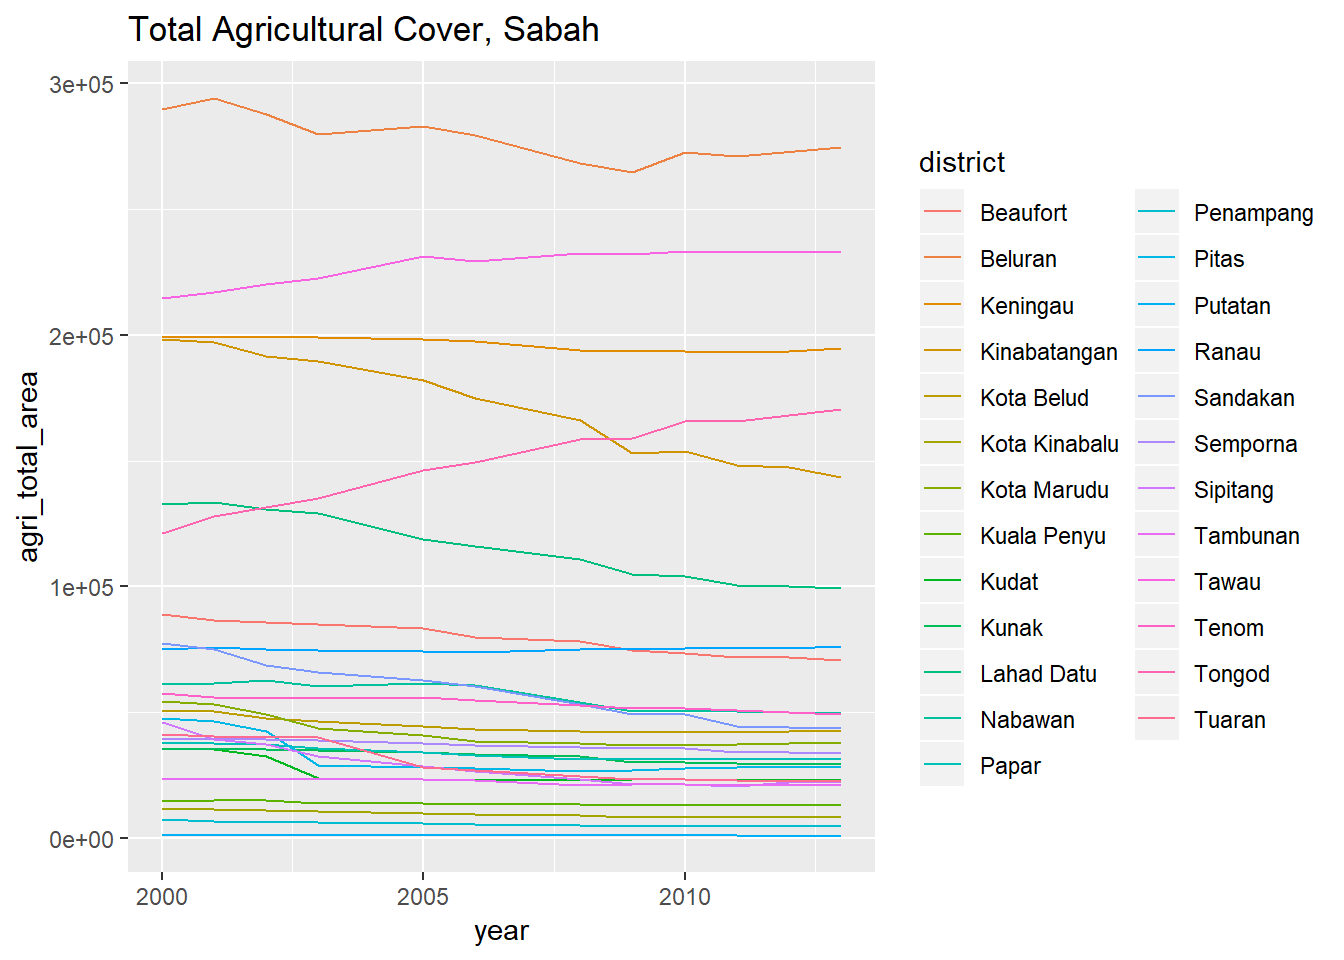 Total Agricultural Cover, Sabah
3e+05
2e+05
1e+05
0e+00
agri_total_area
2000
2005
2010
year
district
Beaufort
Beluran
Keningau
Kinabatangan
Kota Belud
Kota Kinabalu
Kota Marudu
Kuala Penyu
Kudat
Kunak
Lahad Datu
Nabawan
Papar
Penampang
Pitas
Putatan
Ranau
Sandakan
Semporna
Sipitang
Tambunan
Tawau
Tenom
Tongod
Tuaran